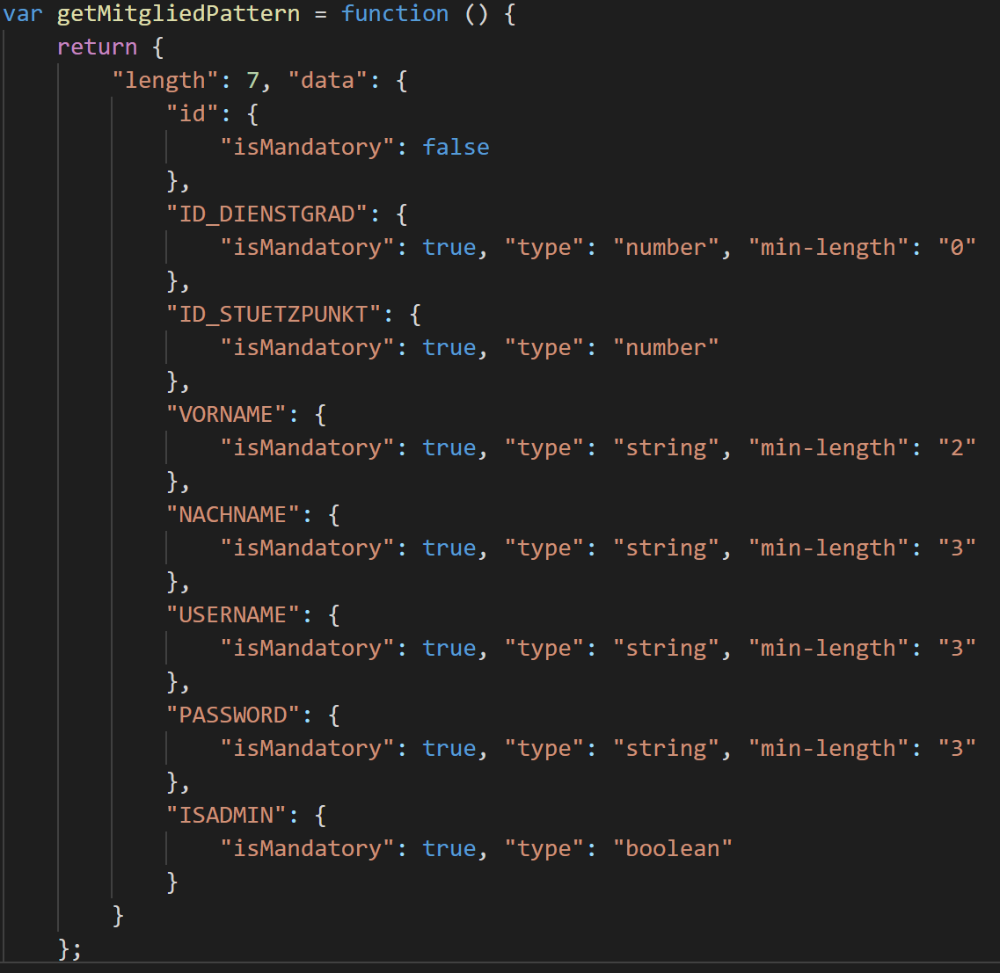 var getMitgliedPattern = function () {
    return {
        "length": 7, "data": {
            "id": {
                "isMandatory": false
            },
            "ID_DIENSTGRAD": {
                "isMandatory": true, "type": "number", "min-length": "0"
            },
            "ID_STUETZPUNKT": {
                "isMandatory": true, "type": "number"
            },
            "VORNAME": {
                "isMandatory": true, "type": "string", "min-length": "2"
            },
            "NACHNAME": {
                "isMandatory": true, "type": "string", "min-length": "3"
            },
            "USERNAME": {
                "isMandatory": true, "type": "string", "min-length": "3"
            },
            "PASSWORD": {
                "isMandatory": true, "type": "string", "min-length": "3"
            },
            "ISADMIN": {
                "isMandatory": true, "type": "boolean"
            }
        }
    };